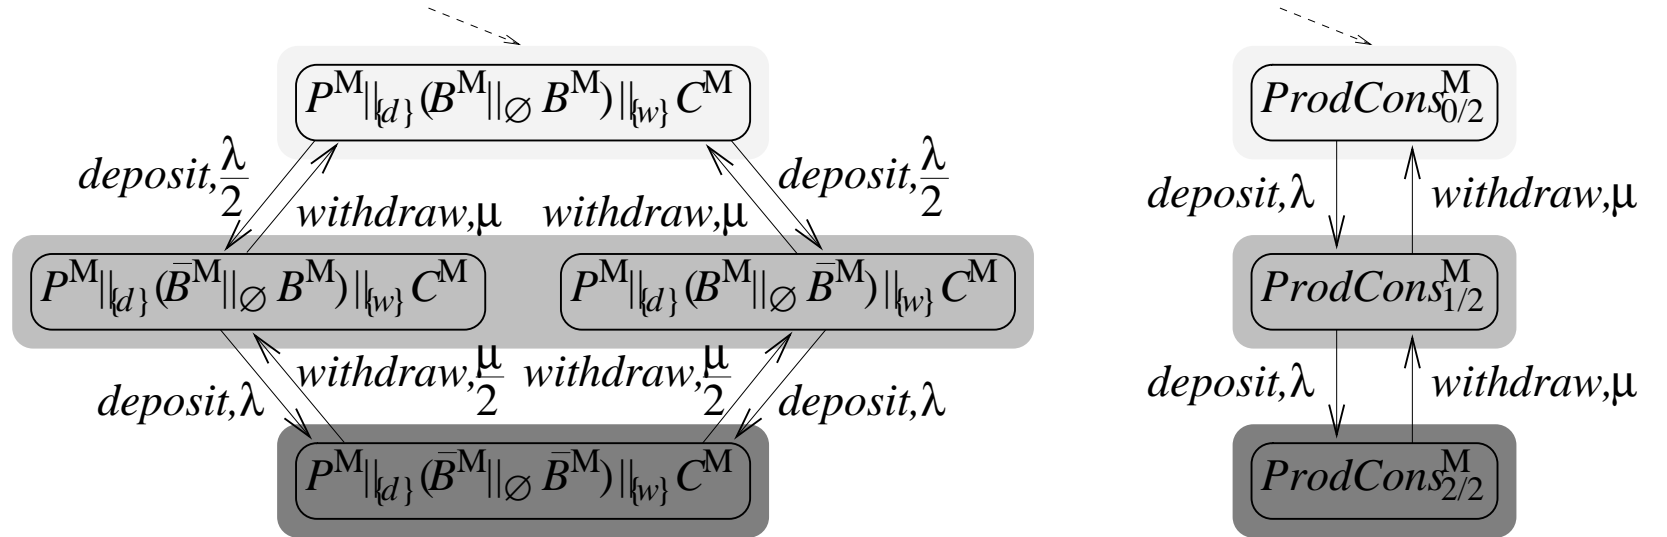 P^M||_{d}(B^M||_∅ B^M)||_{w} C^M ProdCons^M_{0/2}
deposit,λ/2 deposit,λ/2 deposit,λ withdraw,μ
withdraw,μ withdraw,μ
P^M||_{d}(B̄^M||_∅ B^M)||_{w} C^M P^M||_{d}(B^M||_∅ B̄^M)||_{w} C^M ProdCons^M_{1/2}
withdraw,μ/2 withdraw,μ/2 deposit,λ withdraw,μ
deposit,λ deposit,λ
P^M||_{d}(B̄^M||_∅ B̄^M)||_{w} C^M ProdCons^M_{2/2}